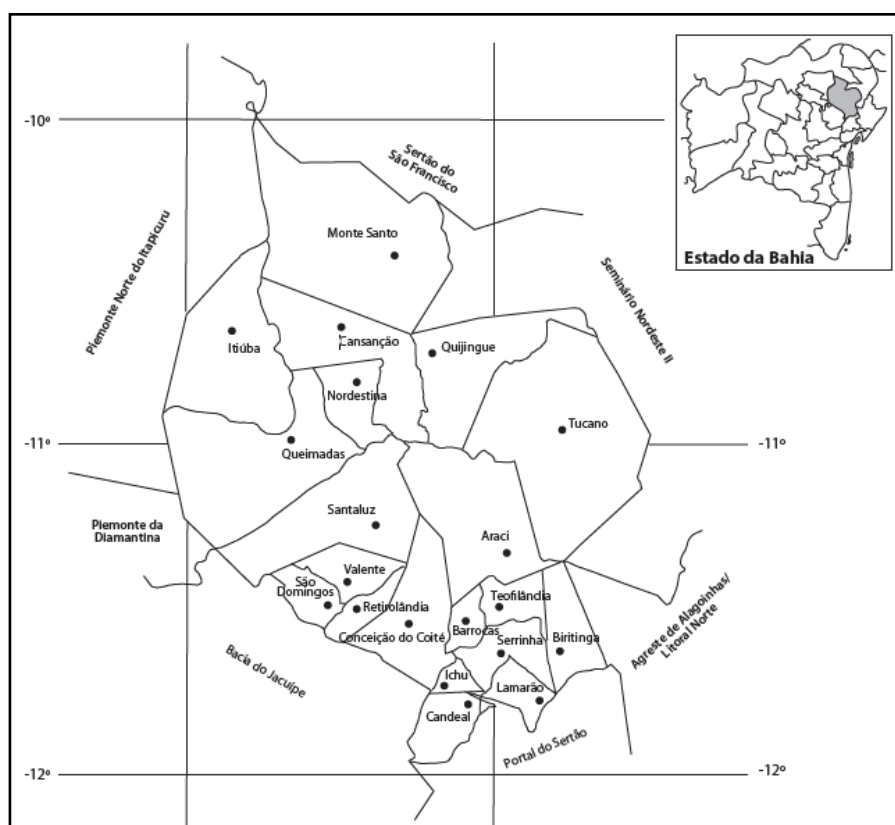 -10º
Sertão do
São Francisco
Estado da Bahia
Piemonte Norte do Itapicuru
Monte Santo
Seminário Nordeste II
Itiúba
Cansanção
Quijingue
Nordestina
Tucano
-11º
-11º
Queimadas
Piemonte da
Diamantina
Santaluz
Araci
Valente
São
Domingos
Retirolândia
Teofilândia
Conceição do Coité
Barrocas
Serrinha
Biritinga
Agreste de Alagoinhas/
Litoral Norte
Bacia do Jacuípe
Ichu
Lamarão
Candeal
Portal do Sertão
-12º
-12º